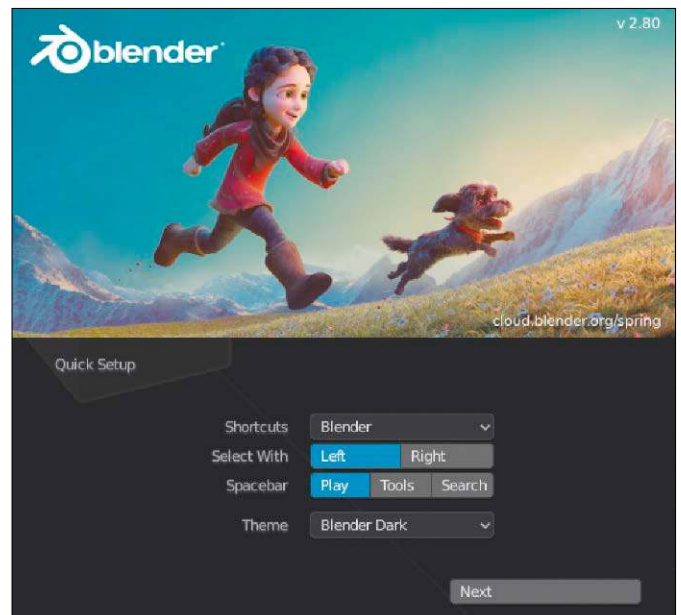 v 2.80
blender
cloud.blender.org/spring
Quick Setup
Shortcuts Blender
Select With Left Right
Spacebar Play Tools Search
Theme Blender Dark
Next